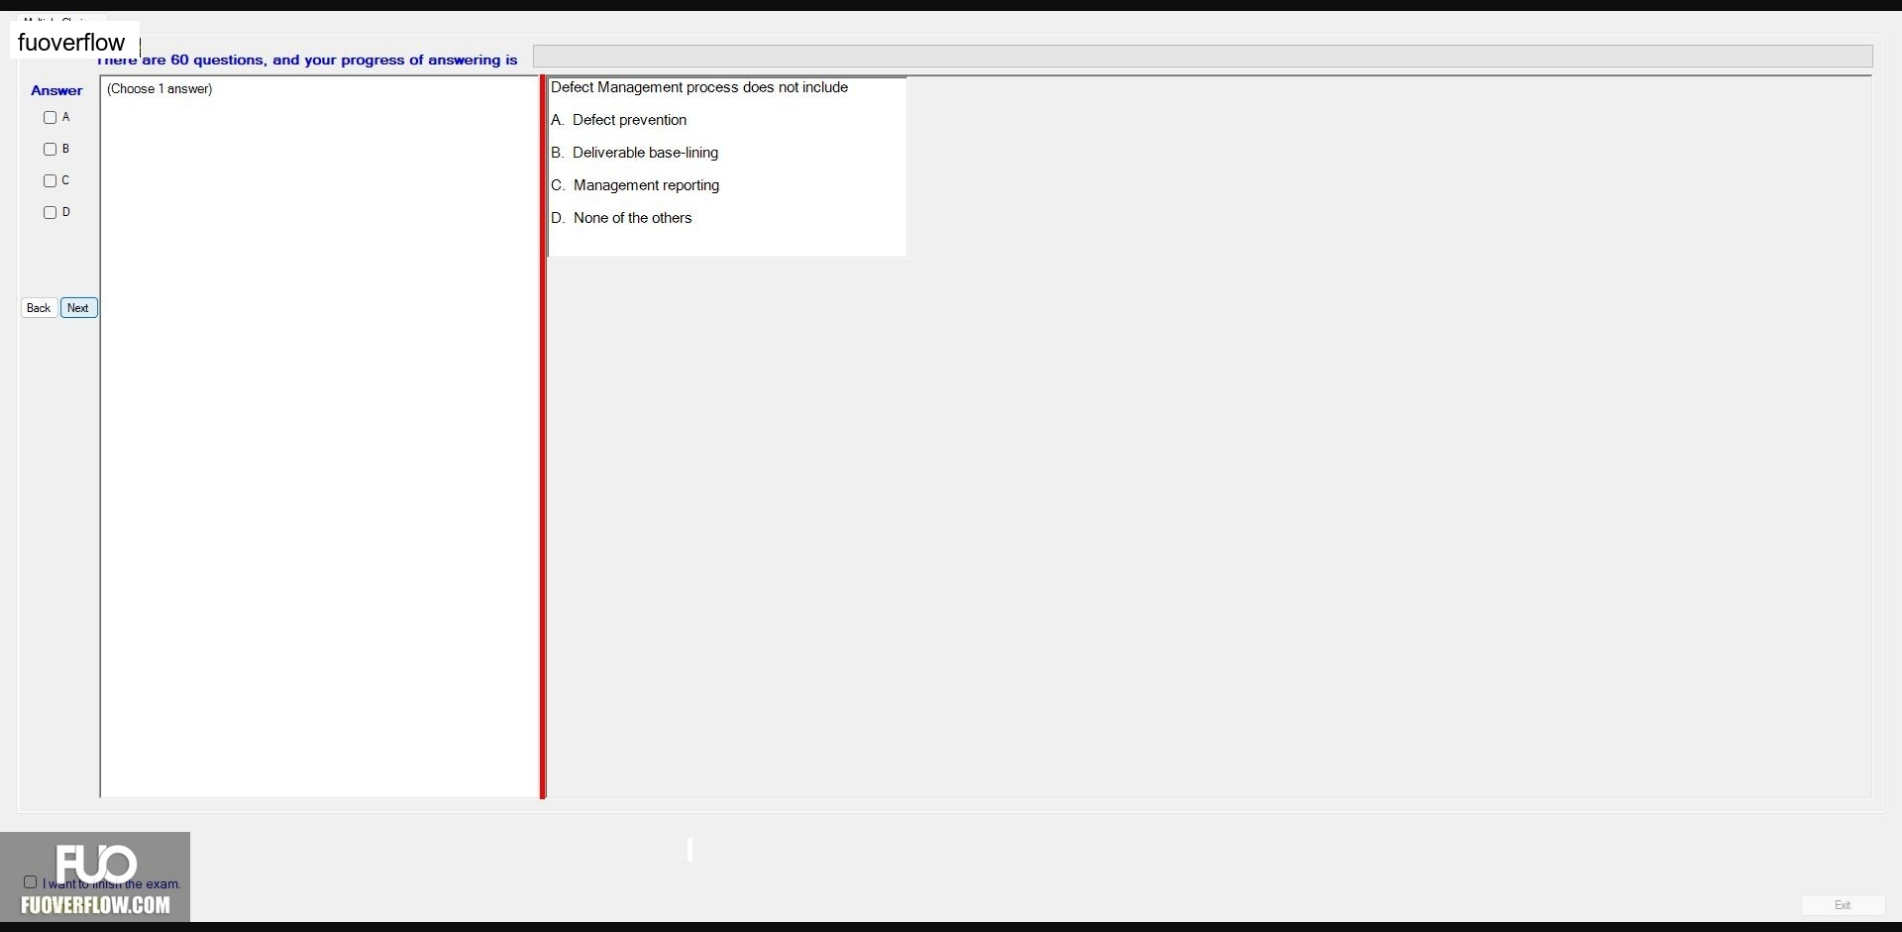 fuoverflow
There are 60 questions, and your progress of answering is
Answer
(Choose 1 answer)
A
B
C
D
Back Next
Defect Management process does not include
A. Defect prevention
B. Deliverable base-lining
C. Management reporting
D. None of the others
FUO
I want to finish the exam.
FUOVERFLOW.COM
Exit